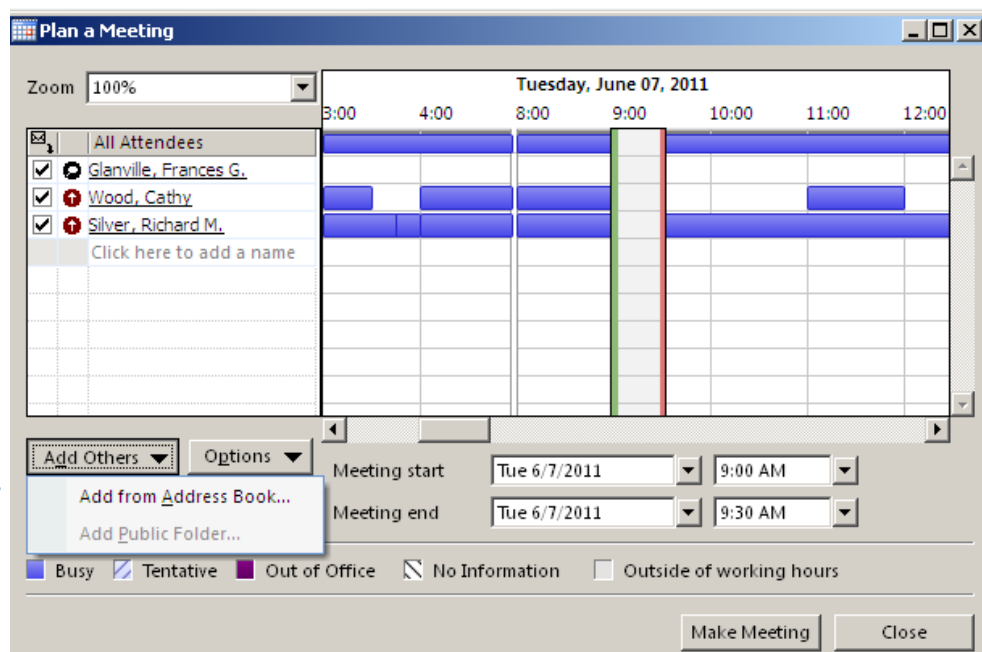 Plan a Meeting
Zoom 100%
Tuesday, June 07, 2011
3:00 4:00 8:00 9:00 10:00 11:00 12:00
All Attendees
Glanville, Frances G.
Wood, Cathy
Silver, Richard M.
Click here to add a name
Add Others Options
Add from Address Book...
Add Public Folder...
Meeting start Tue 6/7/2011 9:00 AM
Meeting end Tue 6/7/2011 9:30 AM
Busy Tentative Out of Office No Information Outside of working hours
Make Meeting Close